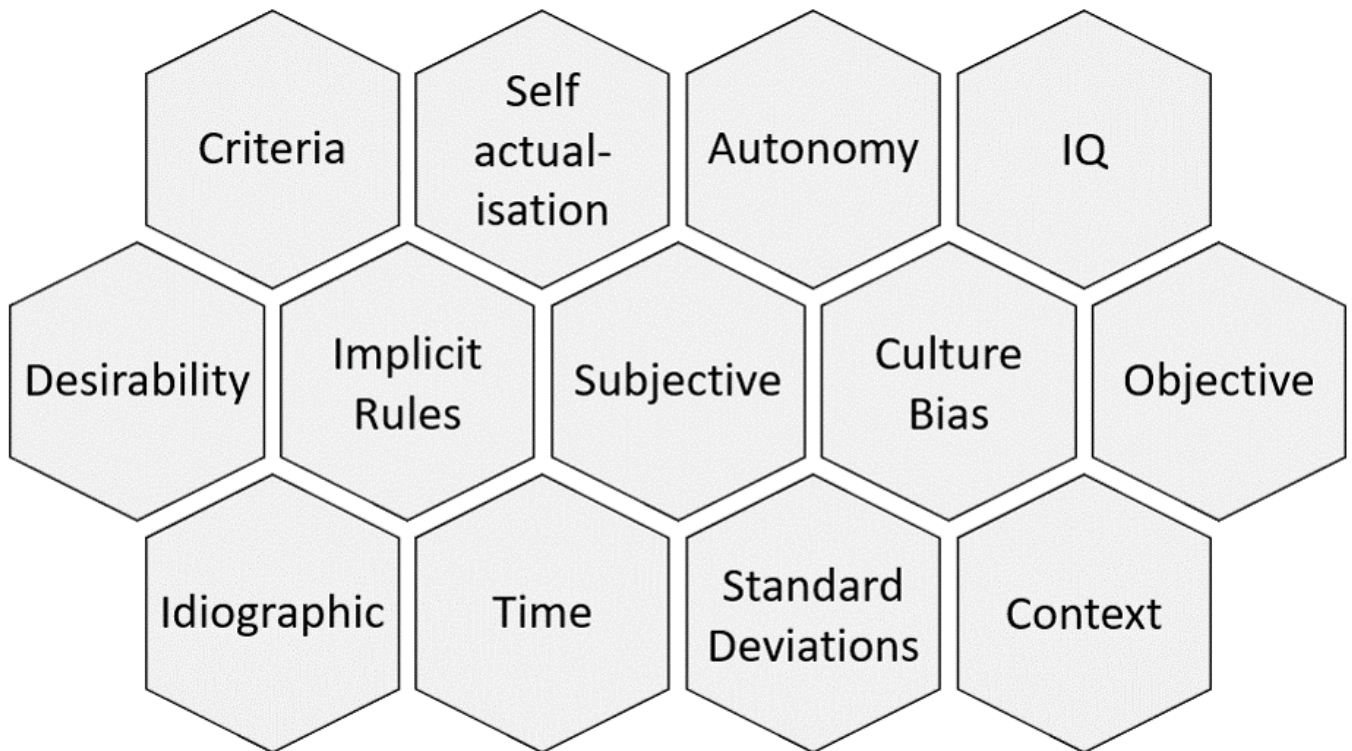 Criteria
Self
actual-
isation
Autonomy
IQ
Desirability
Implicit
Rules
Subjective
Culture
Bias
Objective
Idiographic
Time
Standard
Deviations
Context